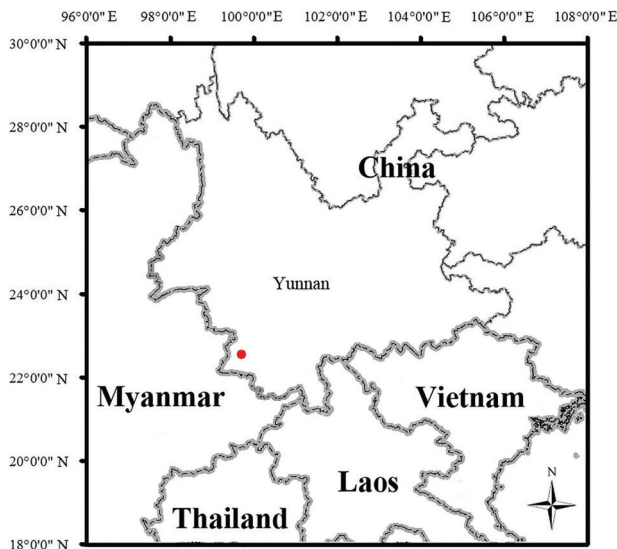 96°0'0" E 98°0'0" E 100°0'0" E 102°0'0" E 104°0'0" E 106°0'0" E 108°0'0" E
30°0'0" N
28°0'0" N
China
26°0'0" N
Yunnan
24°0'0" N
22°0'0" N
Myanmar Vietnam
20°0'0" N
Laos N
Thailand
18°0'0" N